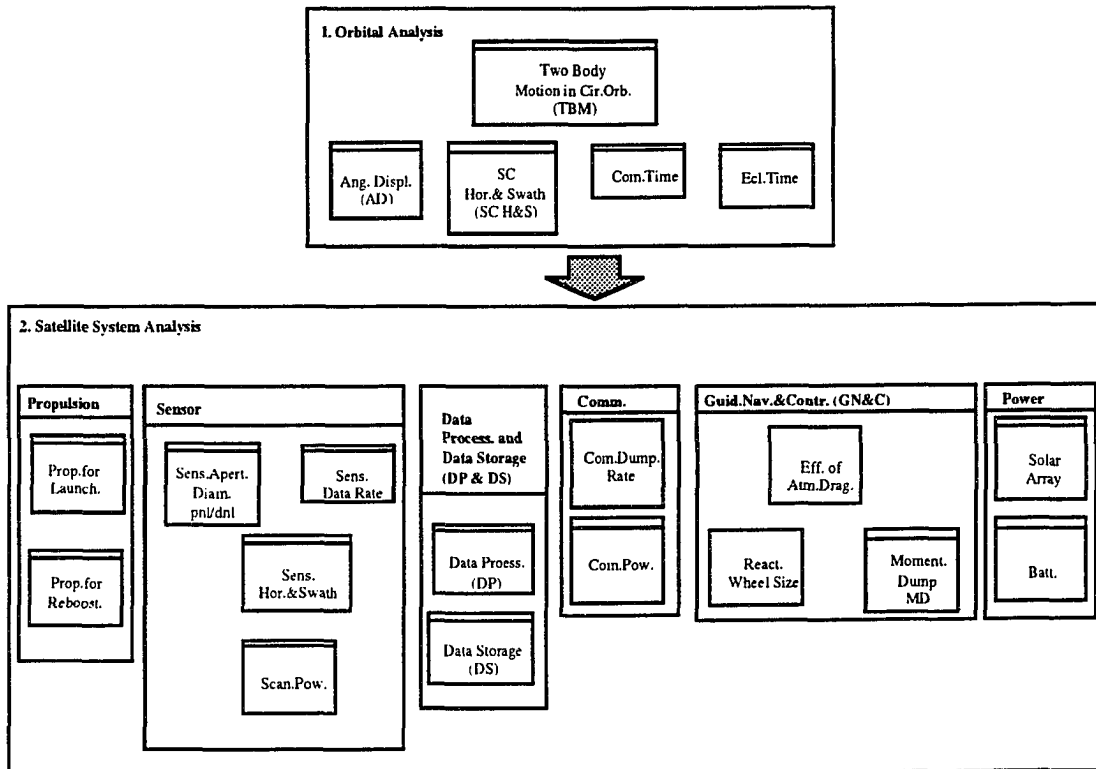 1. Orbital Analysis
Two Body
Motion in Cir.Orb.
(TBM)
Ang. Displ.
(AD)
SC
Hor.& Swath
(SC H&S)
Com.Time
Ecl.Time
2. Satellite System Analysis
Propulsion
Prop.for
Launch.
Prop.for
Reboost.
Sensor
Sens.Apert.
Diam.
pnl/dnl
Sens.
Data Rate
Sens.
Hor.&Swath
Scan.Pow.
Data
Process. and
Data Storage
(DP & DS)
Data Proess.
(DP)
Data Storage
(DS)
Comm.
Com.Dump.
Rate
Com.Pow.
Guid.Nav.&Contr. (GN&C)
Eff. of
Atm.Drag.
React.
Wheel Size
Moment.
Dump
MD
Power
Solar
Array
Batt.